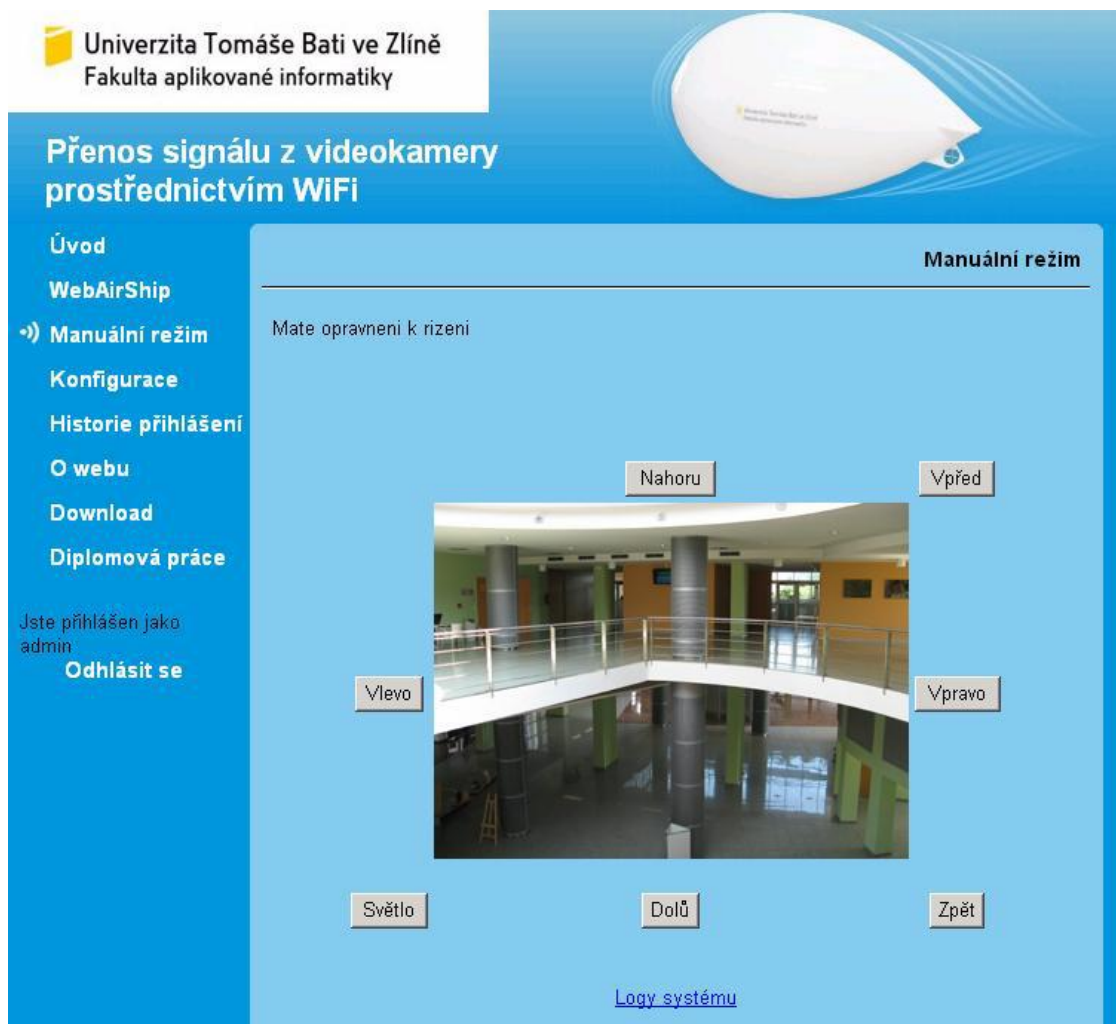 Univerzita Tomáše Bati ve Zlíně
Fakulta aplikované informatiky
Přenos signálu z videokamery
prostřednictvím WiFi
Úvod
WebAirShip
Manuální režim
Konfigurace
Historie přihlášení
O webu
Download
Diplomová práce
Jste přihlášen jako
admin
Odhlásit se
Manuální režim
Mate opravneni k rizeni
Nahoru
Vpřed
Vlevo
Vpravo
Světlo
Dolů
Zpět
Logy systému